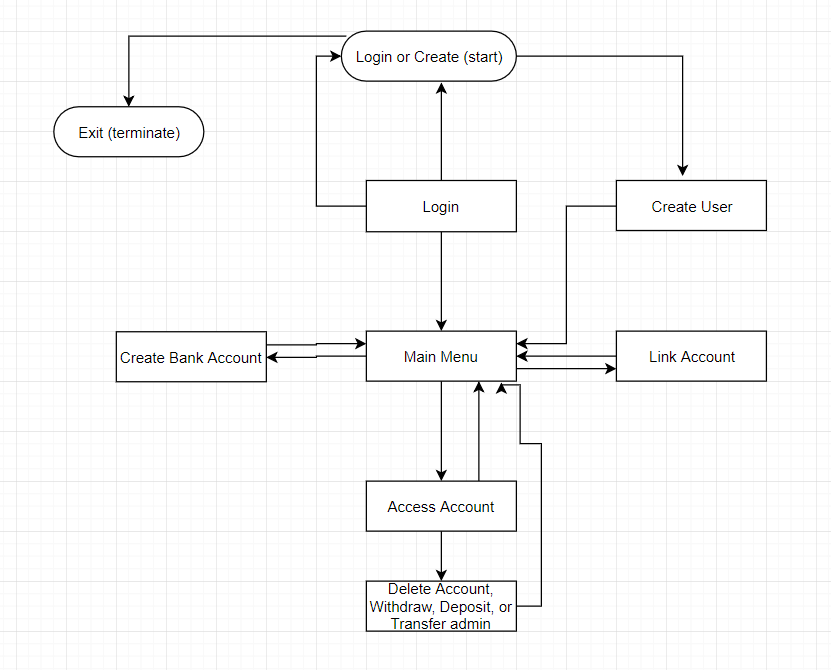 Login or Create (start)
Exit (terminate)
Login
Create User
Create Bank Account
Main Menu
Link Account
Access Account
Delete Account,
Withdraw, Deposit, or
Transfer admin